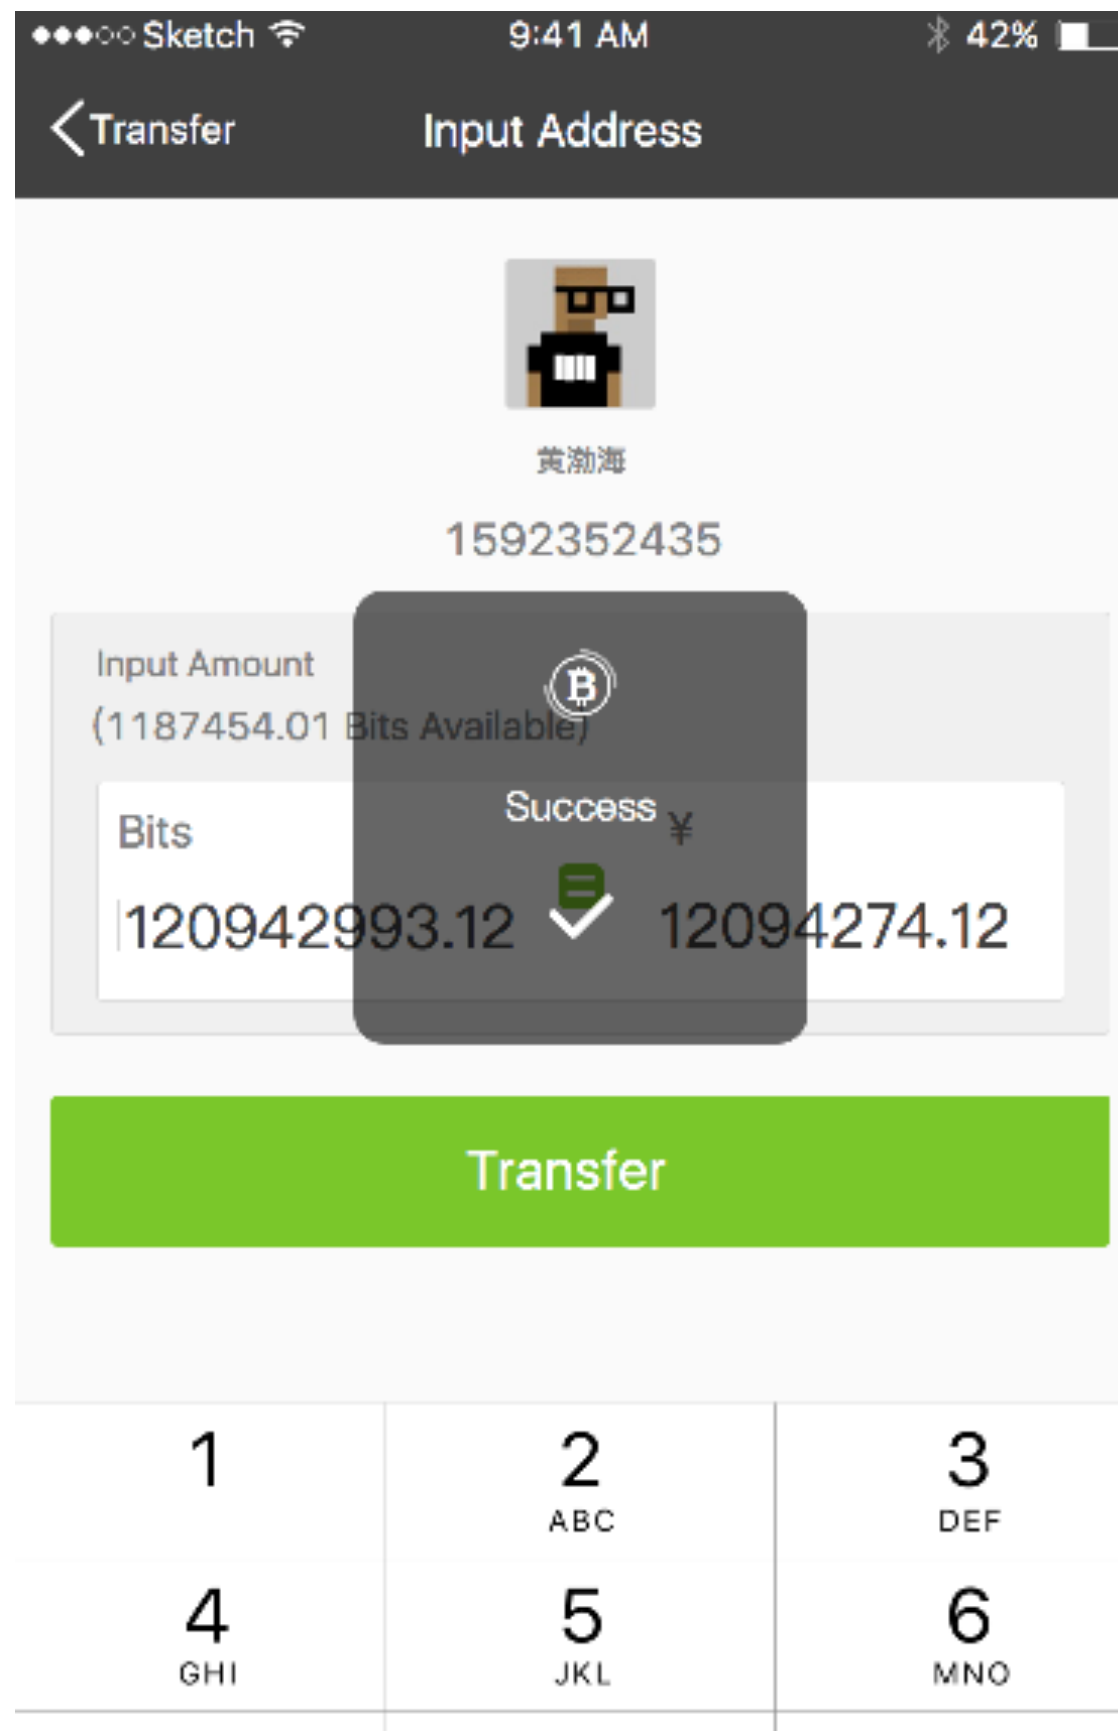 Sketch 9:41 AM 42%
Transfer Input Address
黄渤海
1592352435
Input Amount
(1187454.01 Bits Available)
Success
Bits ¥
120942993.12 12094274.12
Transfer
1 2 3
ABC DEF
4 5 6
GHI JKL MNO